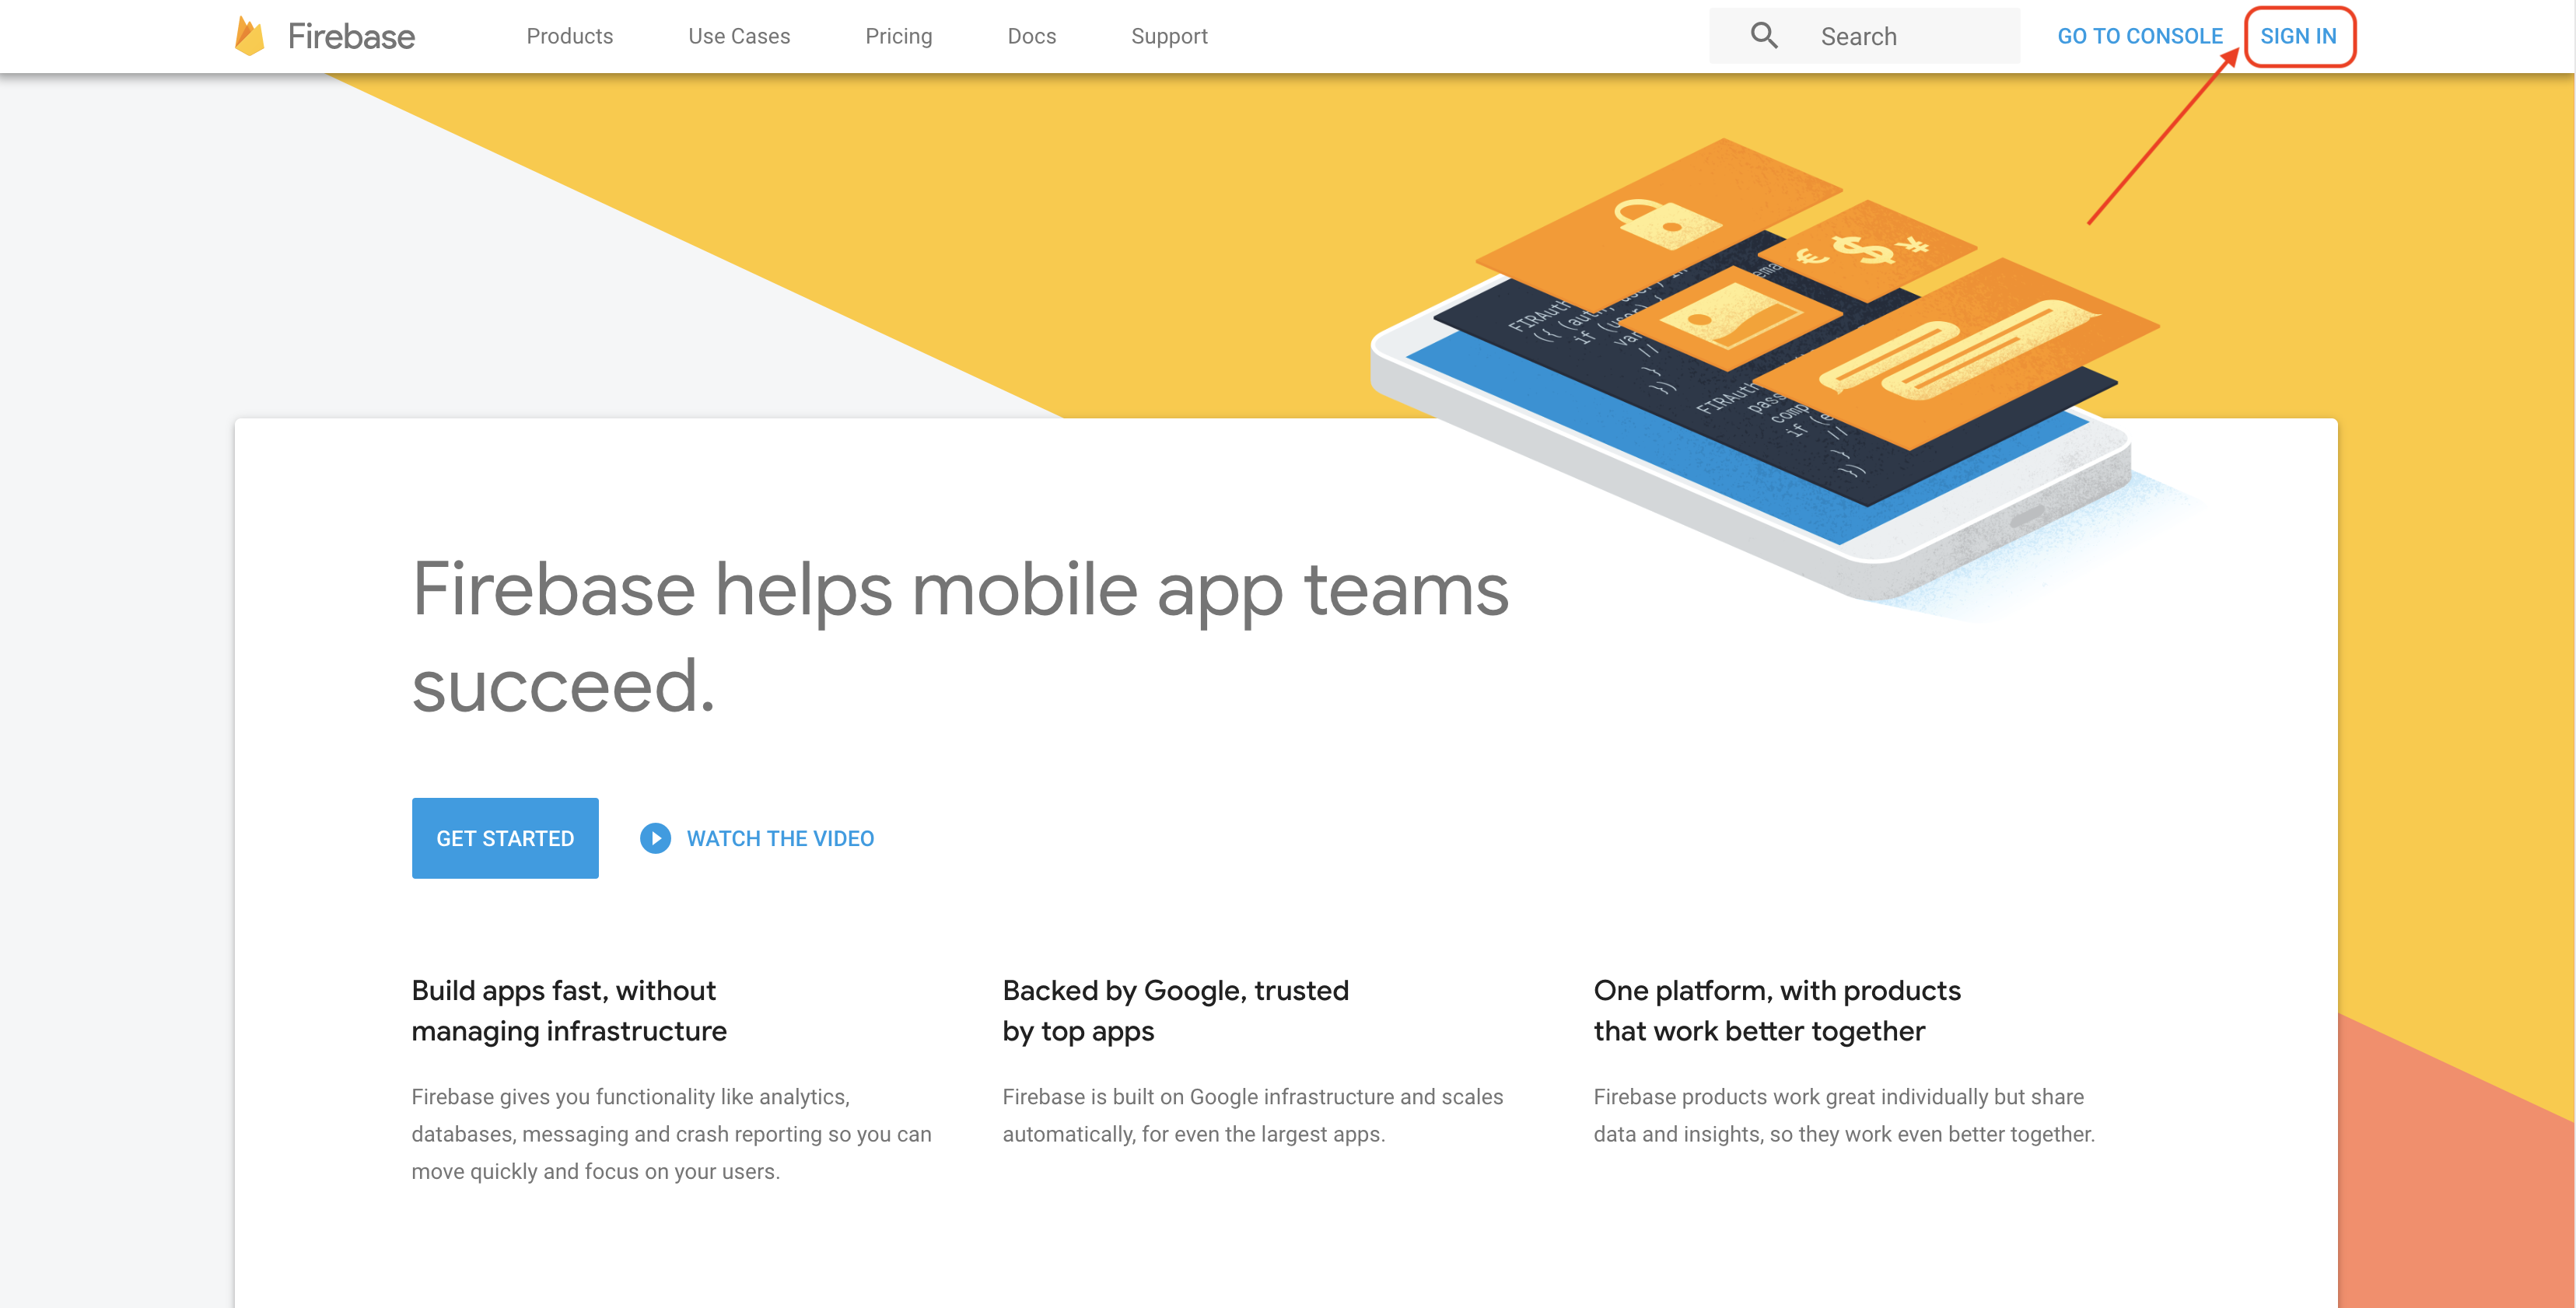 Firebase
Products
Use Cases
Pricing
Docs
Support
Search
GO TO CONSOLE
SIGN IN
Firebase helps mobile app teams
succeed.
GET STARTED
WATCH THE VIDEO
Build apps fast, without
managing infrastructure
Firebase gives you functionality like analytics,
databases, messaging and crash reporting so you can
move quickly and focus on your users.
Backed by Google, trusted
by top apps
Firebase is built on Google infrastructure and scales
automatically, for even the largest apps.
One platform, with products
that work better together
Firebase products work great individually but share
data and insights, so they work even better together.